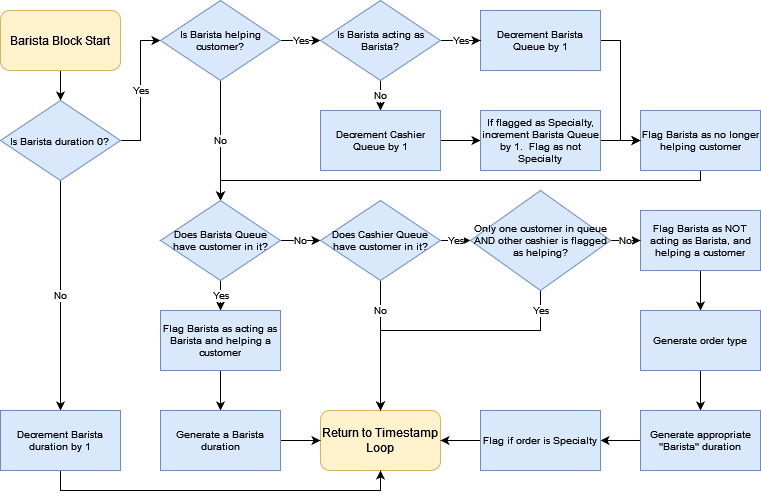 Barista Block Start
Is Barista helping
customer?
Yes
Is Barista acting as
Barista?
Yes
Decrement Barista
Queue by 1
Yes
No
Is Barista duration 0?
No
Decrement Cashier
Queue by 1
If flagged as Specialty,
increment Barista Queue
by 1.  Flag as not
Specialty
Flag Barista as no longer
helping customer
Does Barista Queue
have customer in it?
No
Does Cashier Queue
have customer in it?
Yes
Only one customer in queue
AND other cashier is flagged
as helping?
No
Flag Barista as NOT
acting as Barista, and
helping a customer
No
Yes
No
Yes
Flag Barista as acting as
Barista and helping a
customer
Generate order type
Decrement Barista
duration by 1
Generate a Barista
duration
Return to Timestamp
Loop
Flag if order is Specialty
Generate appropriate
"Barista" duration